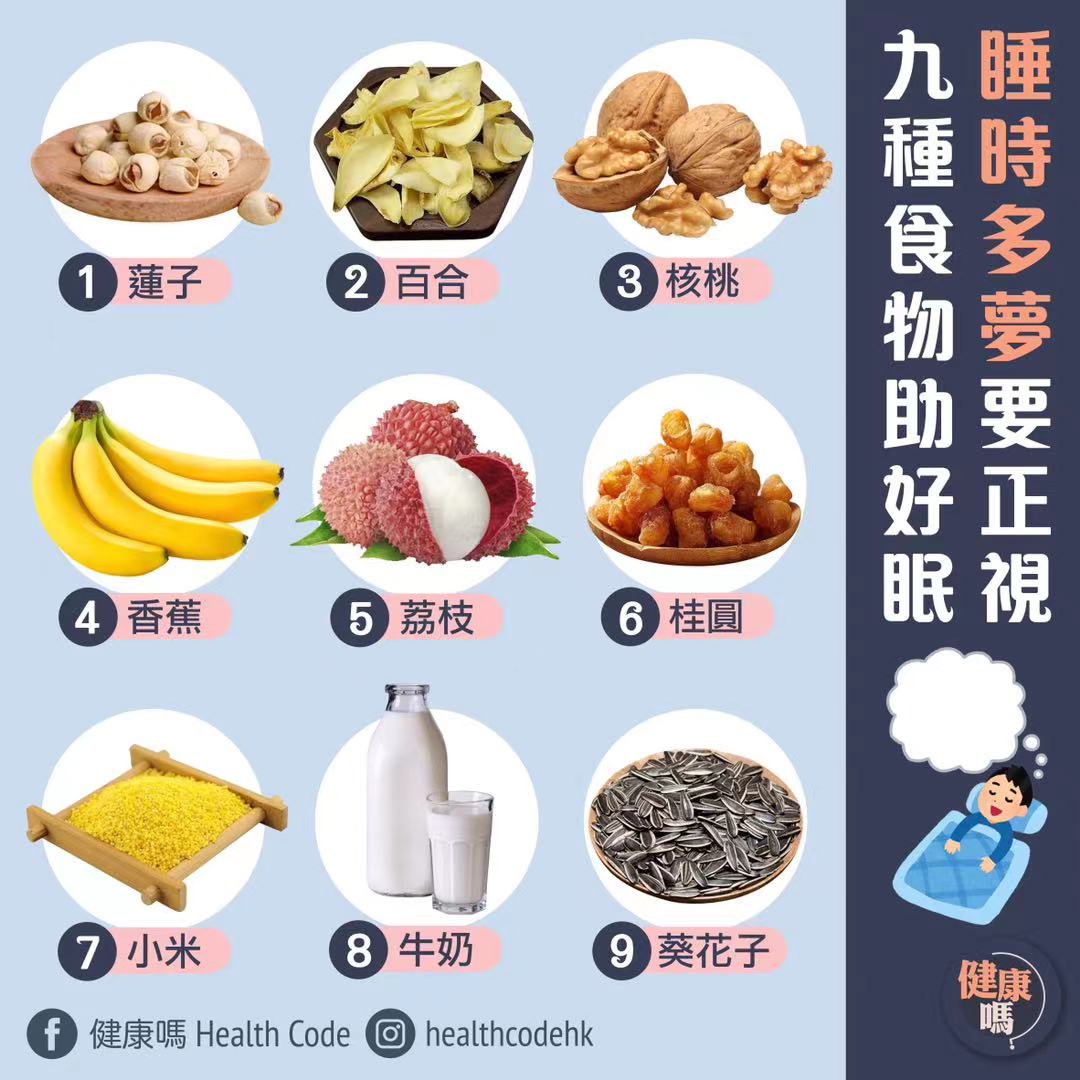 睡時多夢要正視
九種食物助好眠
1 蓮子
2 百合
3 核桃
4 香蕉
5 荔枝
6 桂圓
7 小米
8 牛奶
9 葵花子
健康嗎 Health Code
healthcodehk
健康
嗎